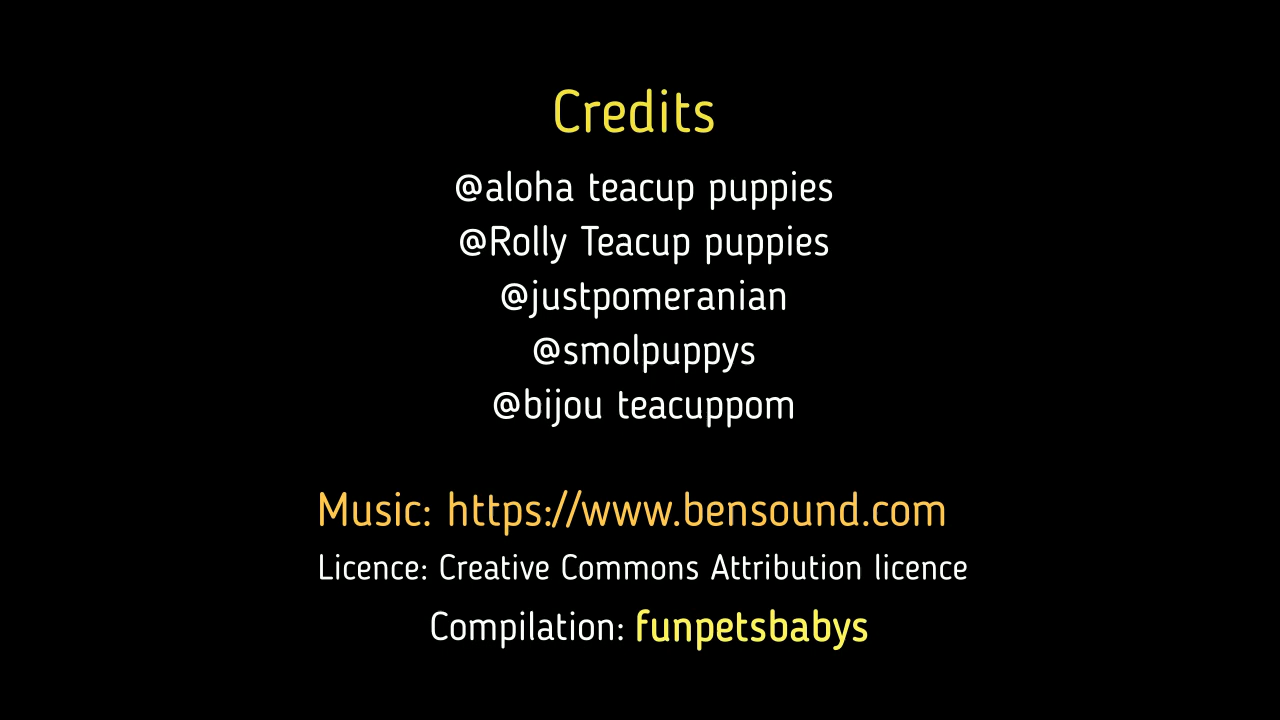 Credits
@aloha teacup puppies
@Rolly Teacup puppies
@justpomeranian
@smolpuppys
@bijou teacuppom
Music: https://www.bensound.com
Licence: Creative Commons Attribution licence
Compilation: funpetsbabys